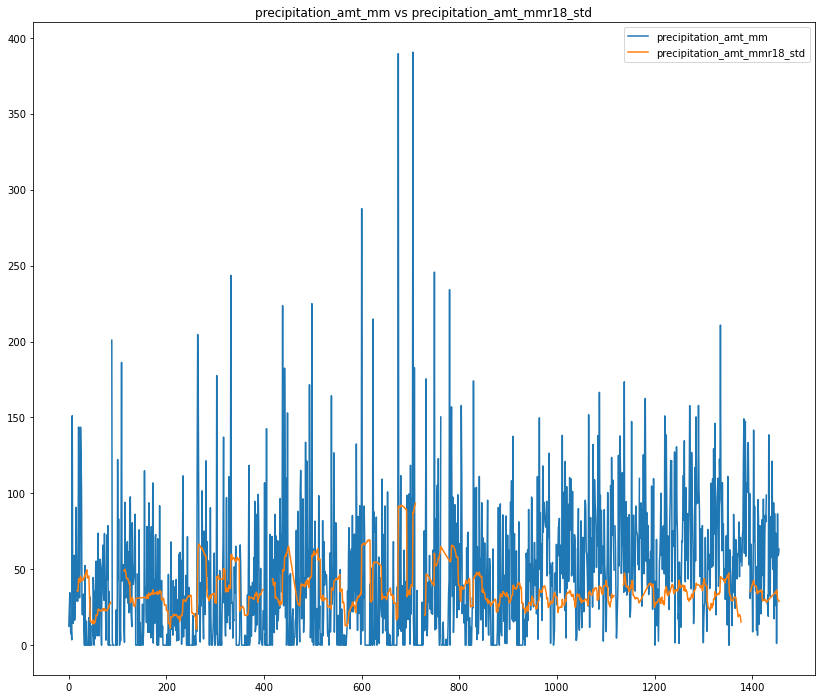 precipitation_amt_mm vs precipitation_amt_mmr18_std
precipitation_amt_mm
precipitation_amt_mmr18_std
400
350
300
250
200
150
100
50
0
0 200 400 600 800 1000 1200 1400